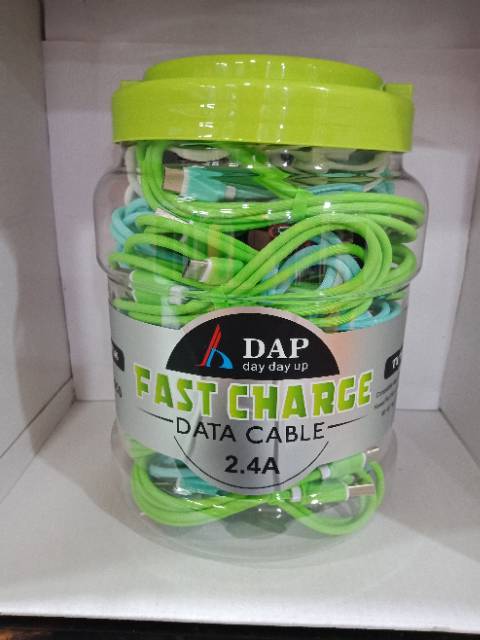 DAP
day day up
FAST CHARGE
DATA CABLE
2.4A